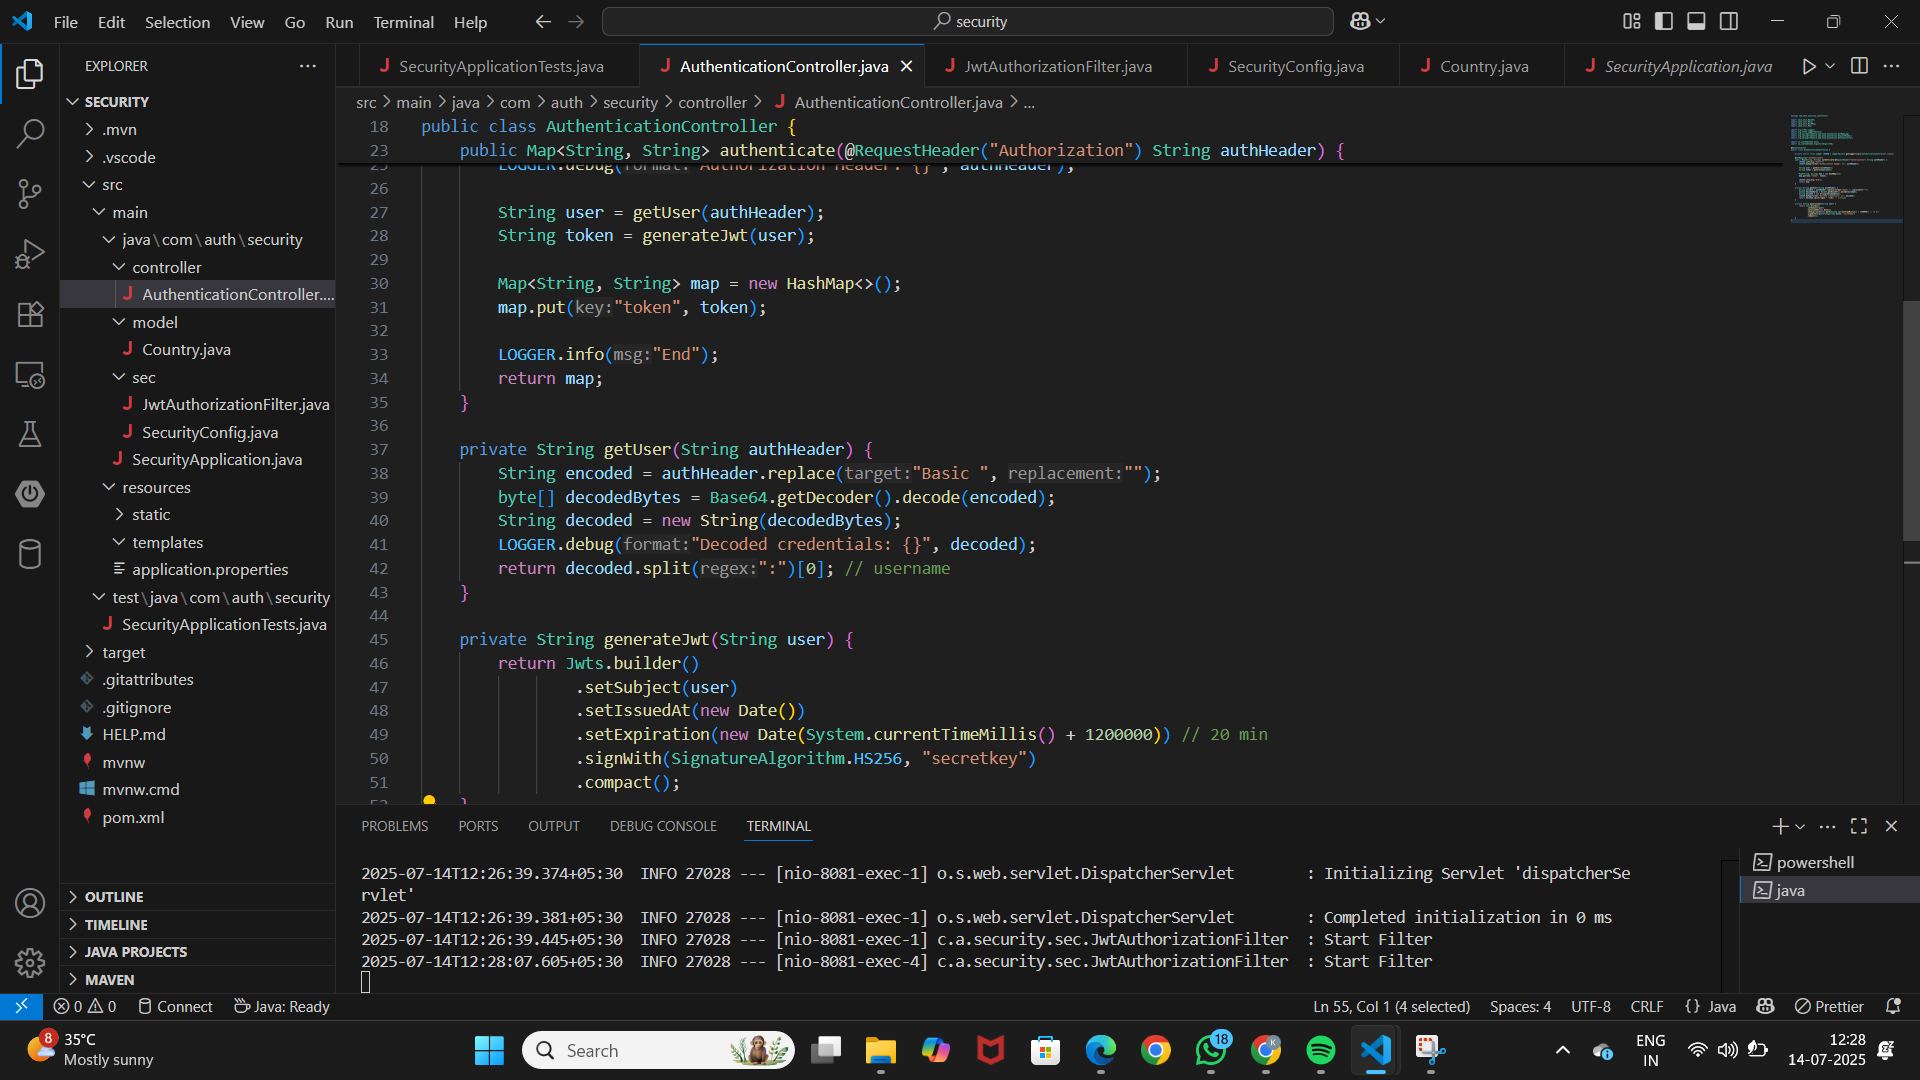 File Edit Selection View Go Run Terminal Help
security
EXPLORER
SECURITY
.mvn
.vscode
src
main
java\com\auth\security
controller
AuthenticationController....
model
Country.java
sec
JwtAuthorizationFilter.java
SecurityConfig.java
SecurityApplication.java
resources
static
templates
application.properties
test\java\com\auth\security
SecurityApplicationTests.java
target
.gitattributes
.gitignore
HELP.md
mvnw
mvnw.cmd
pom.xml
OUTLINE
TIMELINE
JAVA PROJECTS
MAVEN
SecurityApplicationTests.java AuthenticationController.java JwtAuthorizationFilter.java SecurityConfig.java Country.java SecurityApplication.java
src > main > java > com > auth > security > controller > AuthenticationController.java > ...
18 public class AuthenticationController {
23 public Map<String, String> authenticate(@RequestHeader("Authorization") String authHeader) {
25 LOGGER.debug(format:"Authorization Header: {}", authHeader);
26
27 String user = getUser(authHeader);
28 String token = generateJwt(user);
29
30 Map<String, String> map = new HashMap<>();
31 map.put(key:"token", token);
32
33 LOGGER.info(msg:"End");
34 return map;
35 }
36
37 private String getUser(String authHeader) {
38 String encoded = authHeader.replace(target:"Basic ", replacement:"");
39 byte[] decodedBytes = Base64.getDecoder().decode(encoded);
40 String decoded = new String(decodedBytes);
41 LOGGER.debug(format:"Decoded credentials: {}", decoded);
42 return decoded.split(regex:":")[0]; // username
43 }
44
45 private String generateJwt(String user) {
46 return Jwts.builder()
47 .setSubject(user)
48 .setIssuedAt(new Date())
49 .setExpiration(new Date(System.currentTimeMillis() + 1200000)) // 20 min
50 .signWith(SignatureAlgorithm.HS256, "secretkey")
51 .compact();
52 }
PROBLEMS PORTS OUTPUT DEBUG CONSOLE TERMINAL
2025-07-14T12:26:39.374+05:30 INFO 27028 --- [nio-8081-exec-1] o.s.web.servlet.DispatcherServlet : Initializing Servlet 'dispatcherSe
rvlet'
2025-07-14T12:26:39.381+05:30 INFO 27028 --- [nio-8081-exec-1] o.s.web.servlet.DispatcherServlet : Completed initialization in 0 ms
2025-07-14T12:26:39.445+05:30 INFO 27028 --- [nio-8081-exec-1] c.a.security.sec.JwtAuthorizationFilter : Start Filter
2025-07-14T12:28:07.605+05:30 INFO 27028 --- [nio-8081-exec-4] c.a.security.sec.JwtAuthorizationFilter : Start Filter
powershell
java
0 0 Connect Java: Ready
Ln 55, Col 1 (4 selected) Spaces: 4 UTF-8 CRLF {} Java Prettier
8
35°C
Mostly sunny
Search
18
K
ENG
IN
12:28
14-07-2025